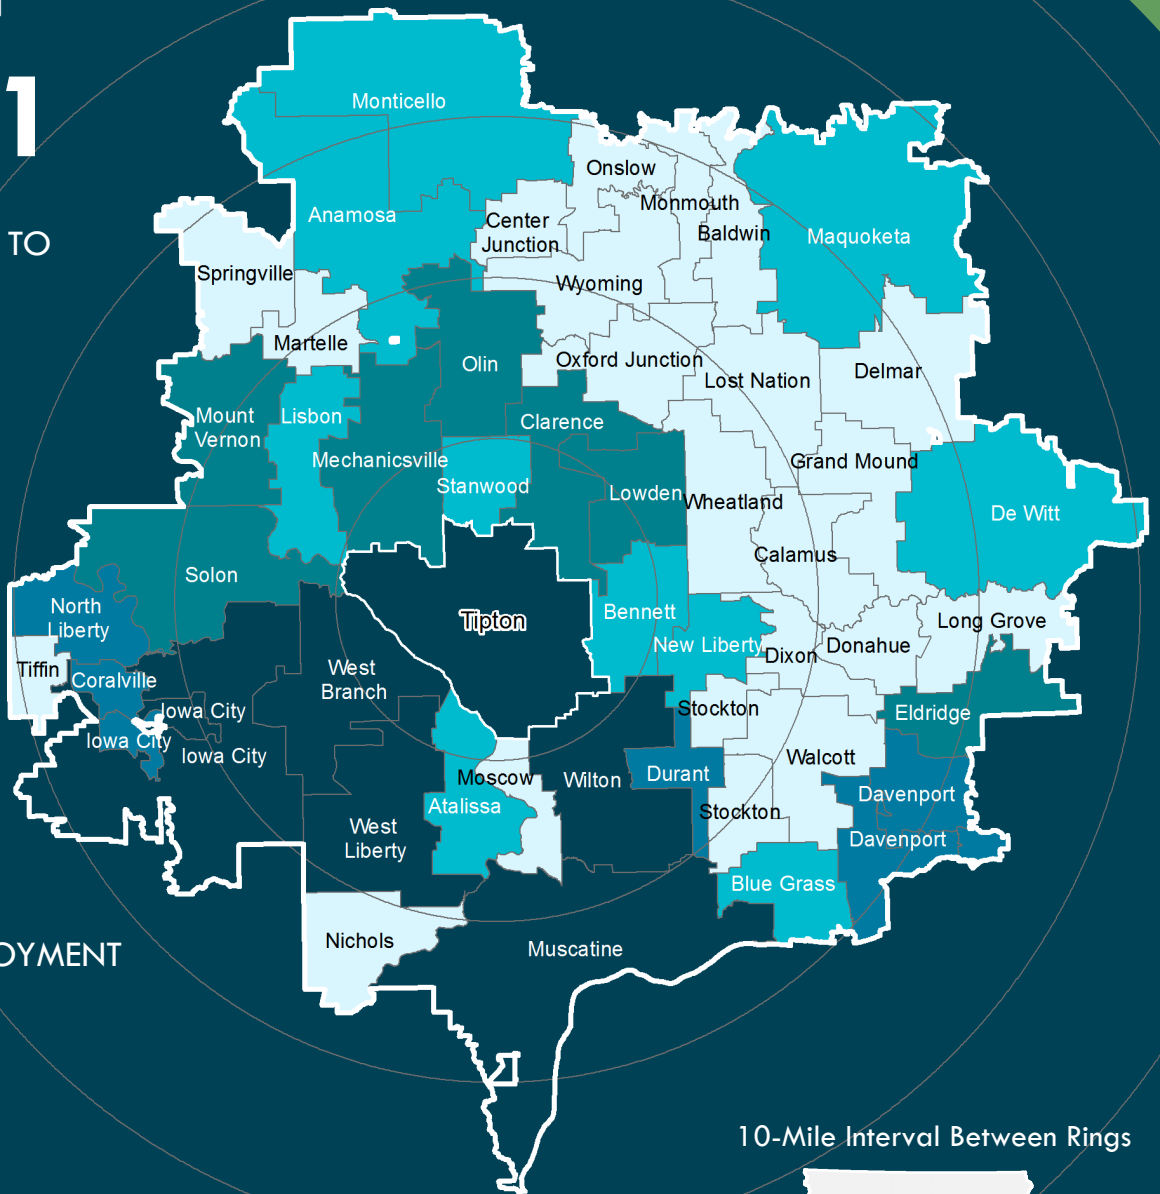 1
Monticello
Onslow
Monmouth
Anamosa
Center
Junction
Baldwin
Maquoketa
TO
Springville
Wyoming
Martelle
Olin
Oxford Junction
Lost Nation
Delmar
Mount
Vernon
Lisbon
Clarence
Mechanicsville
Stanwood
Lowden
Grand Mound
Wheatland
De Witt
Calamus
Solon
North
Liberty
Tipton
Bennett
Long Grove
New Liberty
Donahue
Dixon
Tiffin
Coralville
West
Branch
Iowa City
Stockton
Eldridge
Iowa City
Iowa City
Moscow
Wilton
Durant
Walcott
Davenport
Atalissa
Stockton
West
Liberty
Davenport
Blue Grass
Nichols
Muscatine
OYMENT
10-Mile Interval Between Rings